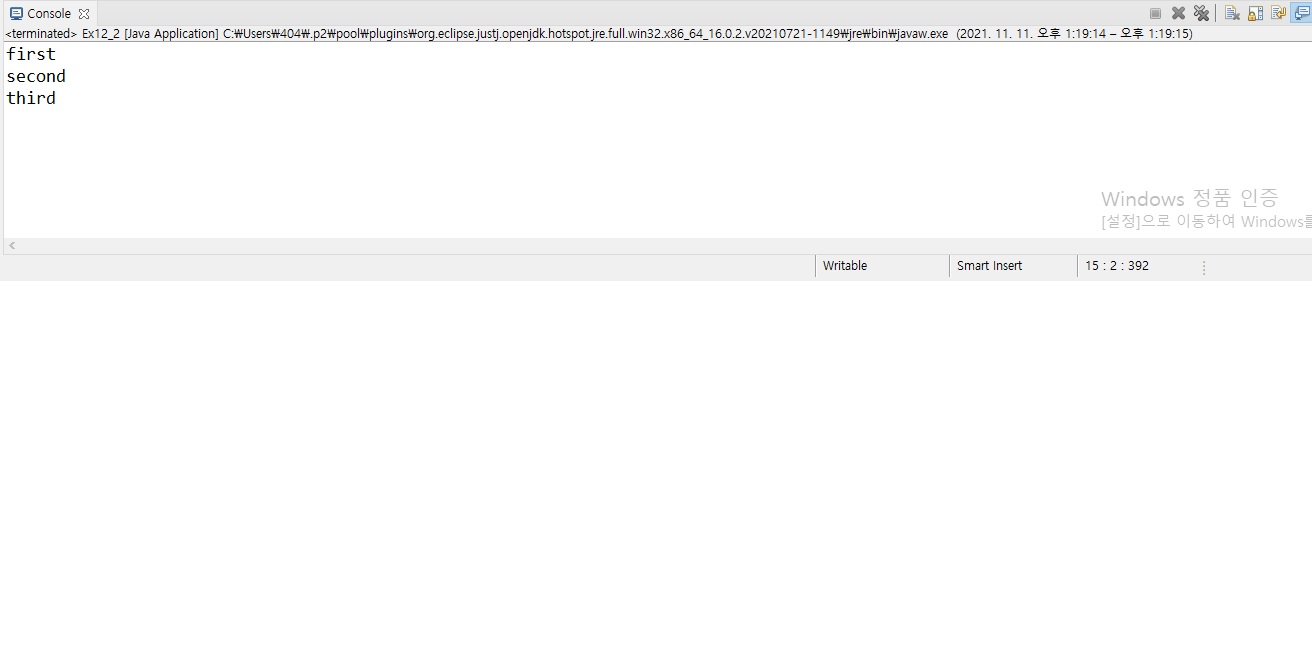 Console
<terminated> Ex12_2 [Java Application] C:₩Users₩404₩.p2₩pool₩plugins₩org.eclipse.justj.openjdk.hotspot.jre.full.win32.x86_64_16.0.2.v20210721-1149₩jre₩bin₩javaw.exe (2021. 11. 11. 오후 1:19:14 – 오후 1:19:15)
first
second
third
Windows 정품 인증
[설정]으로 이동하여 Windows를
Writable Smart Insert 15 : 2 : 392